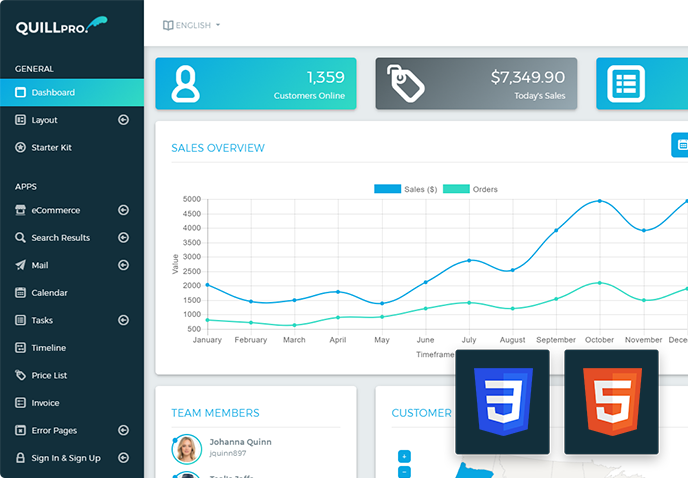 QUILLPRO.
ENGLISH
GENERAL
Dashboard
Layout
Starter Kit
APPS
eCommerce
Search Results
Mail
Calendar
Tasks
Timeline
Price List
Invoice
Error Pages
Sign In & Sign Up
1,359
Customers Online
$7,349.90
Today's Sales
SALES OVERVIEW
Sales ($) Orders
5000
4500
4000
3500
3000
2500
2000
1500
1000
500
Value
January February March April May June July August September October November
Timeframe
TEAM MEMBERS
Johanna Quinn
jquinn897
CUSTOMER
3
5